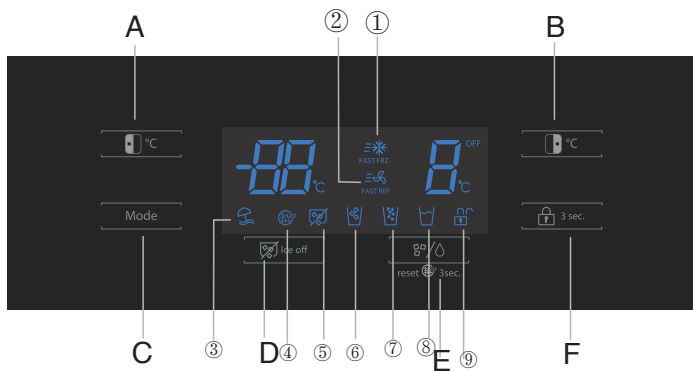 ② ①
A B
-88 °C
FAST FRZ.
FAST REF
8 OFF °C
°C
°C
Mode
3 sec.
Ice off
reset 3sec.
C ③ D ④ ⑤ ⑥ ⑦ ⑧ E ⑨ F